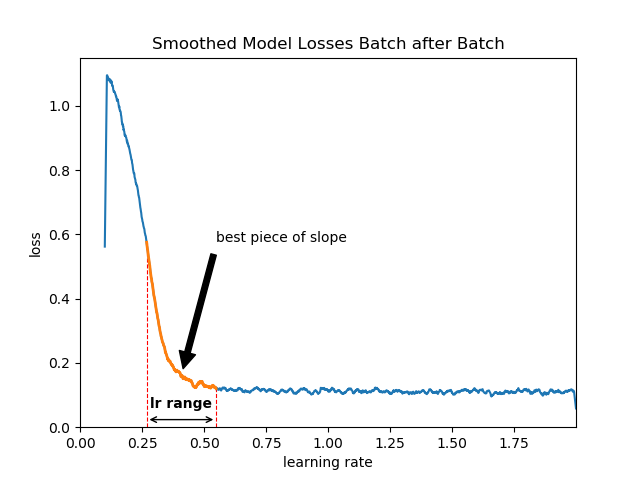 Smoothed Model Losses Batch after Batch
1.0
0.8
0.6
0.4
0.2
0.0
loss
best piece of slope
lr range
0.00
0.25
0.50
0.75
1.00
1.25
1.50
1.75
learning rate